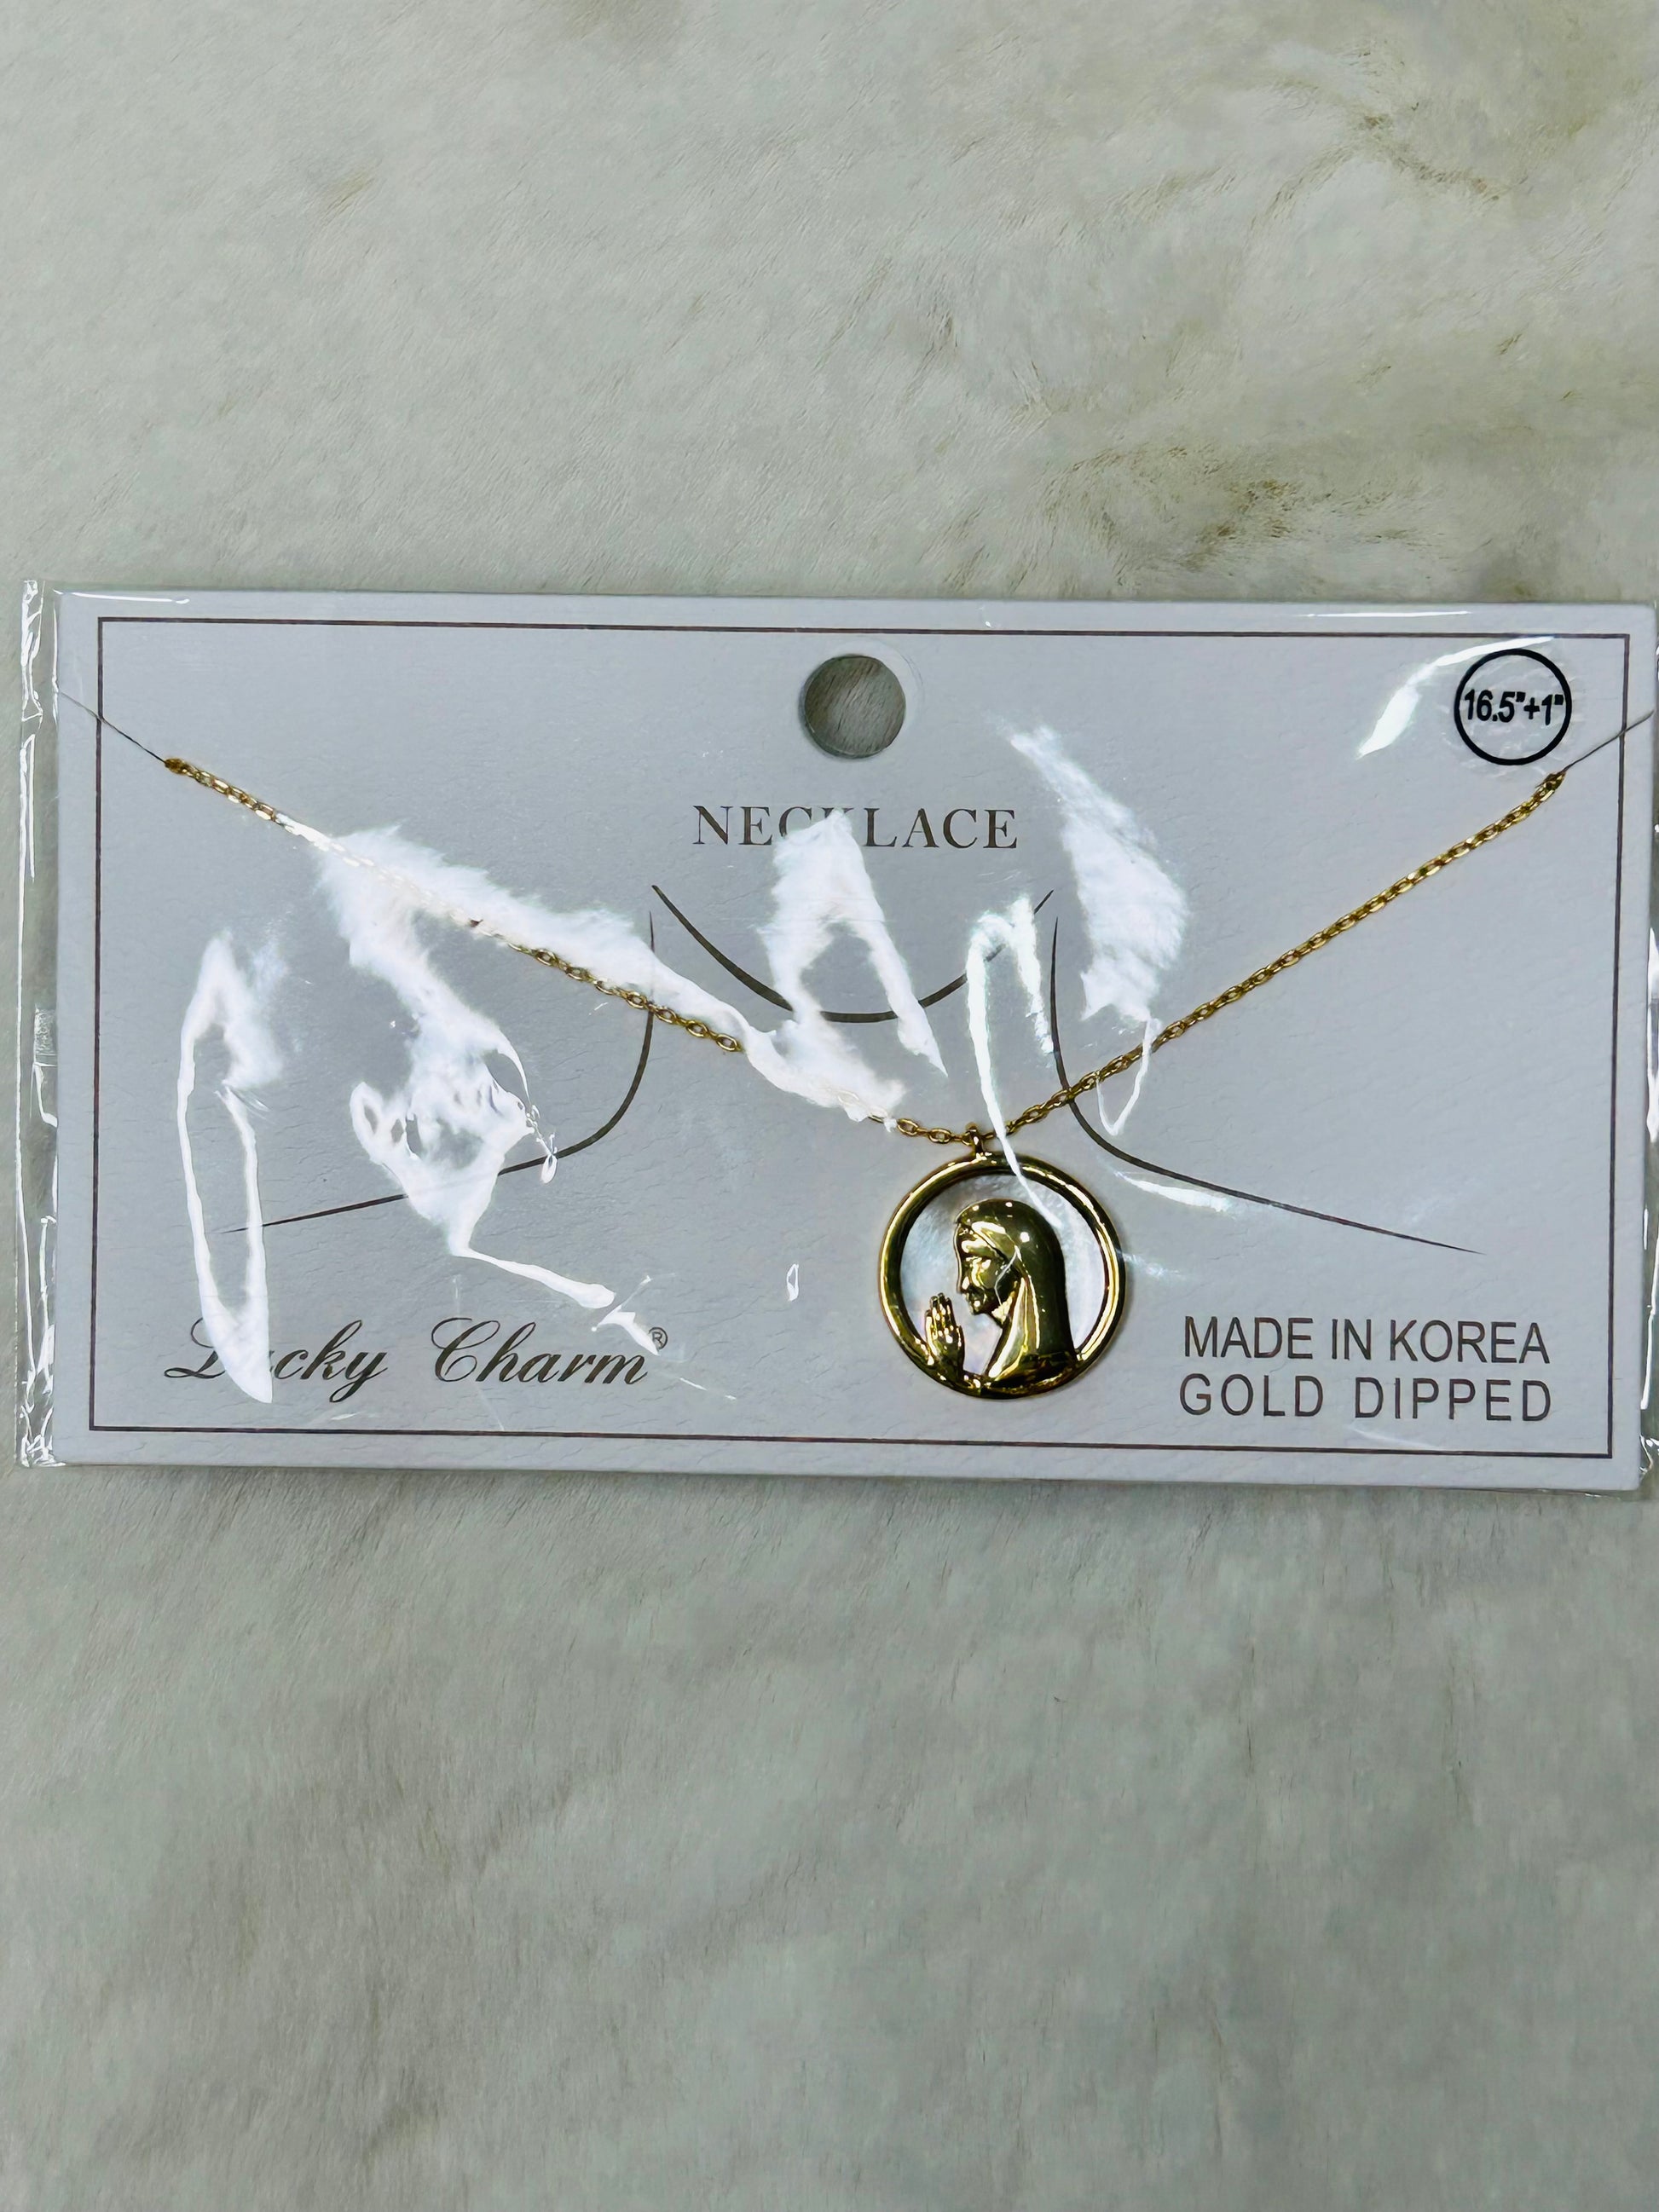 16.5"+1"
NECKLACE
Lucky Charm®
MADE IN KOREA
GOLD DIPPED